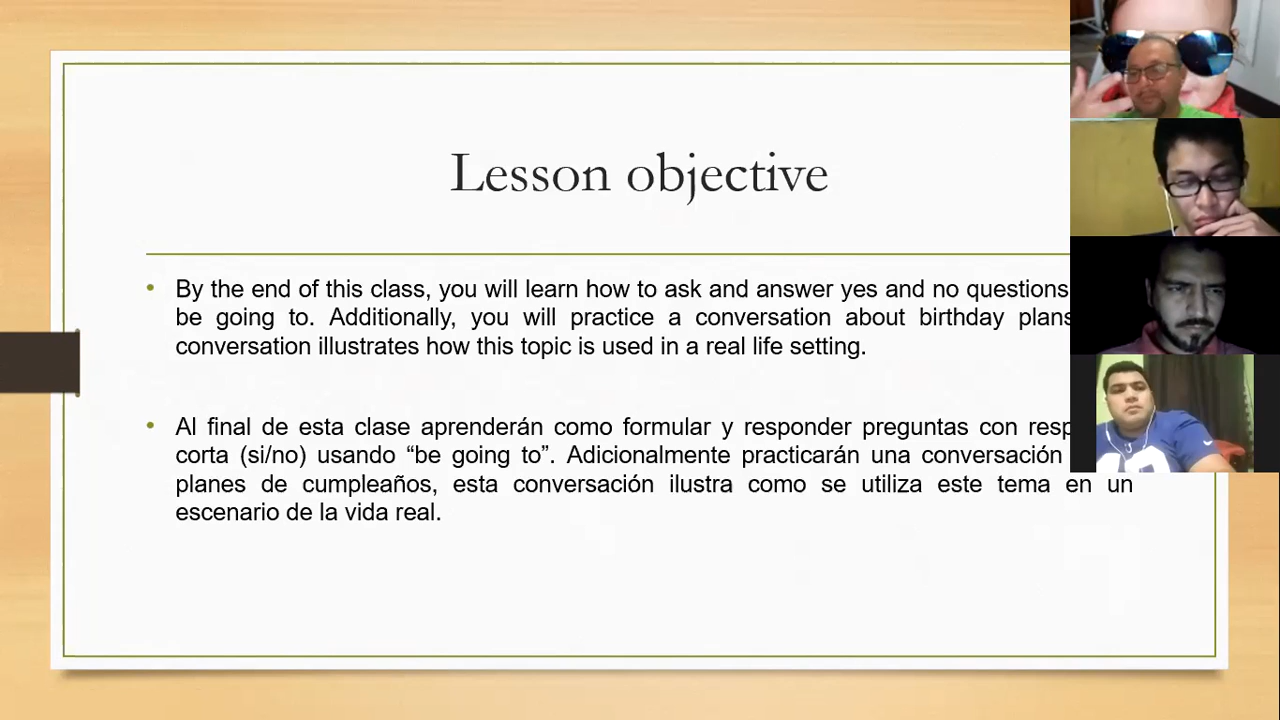 Lesson objective
• By the end of this class, you will learn how to ask and answer yes and no questions
be going to. Additionally, you will practice a conversation about birthday plans
conversation illustrates how this topic is used in a real life setting.
• Al final de esta clase aprenderán como formular y responder preguntas con
corta (si/no) usando “be going to”. Adicionalmente practicarán una conversación
planes de cumpleaños, esta conversación ilustra como se utiliza este tema en un
escenario de la vida real.